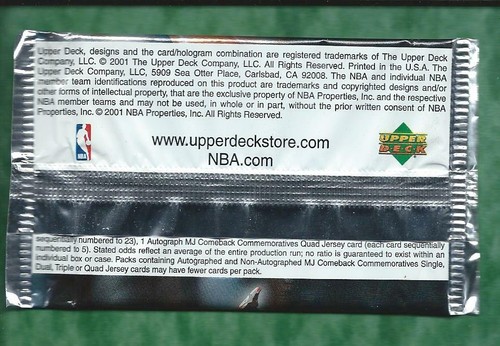 Upper Deck, designs and the card/hologram combination are registered trademarks of The Upper Deck
Company, LLC. © 2001 The Upper Deck Company, LLC. All Rights Reserved. Printed in the U.S.A. The
Upper Deck Company, LLC, 5909 Sea Otter Place, Carlsbad, CA 92008. The NBA and individual NBA
member team identifications reproduced on this product are trademarks and copyrighted designs and/or
other forms of intellectual property, that are the exclusive property of NBA Properties, Inc. and the respective
NBA member teams and may not be used, in whole or in part, without the prior written consent of NBA
Properties, Inc. © 2001 NBA Properties, Inc. All Rights Reserved.
www.upperdeckstore.com
NBA.com
UPPER
DECK
sequentially numbered to 23), 1 Autograph MJ Comeback Commemoratives Quad Jersey card (each card sequentially
numbered to 5). Stated odds reflect an average of the entire production run; no ratio is guaranteed to exist within an
individual box or case. Packs containing Autographed and Non-Autographed MJ Comeback Commemoratives Single,
Dual, Triple or Quad Jersey cards may have fewer cards per pack.